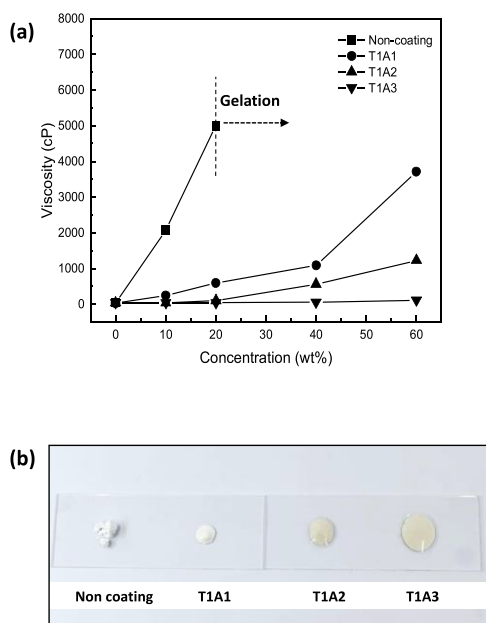 (a)
8000
7000
6000
5000
4000
3000
2000
1000
0
Viscosity (cP)
Non-coating
T1A1
T1A2
T1A3
Gelation
0 10 20 30 40 50 60
Concentration (wt%)
(b)
Non coating T1A1 T1A2 T1A3